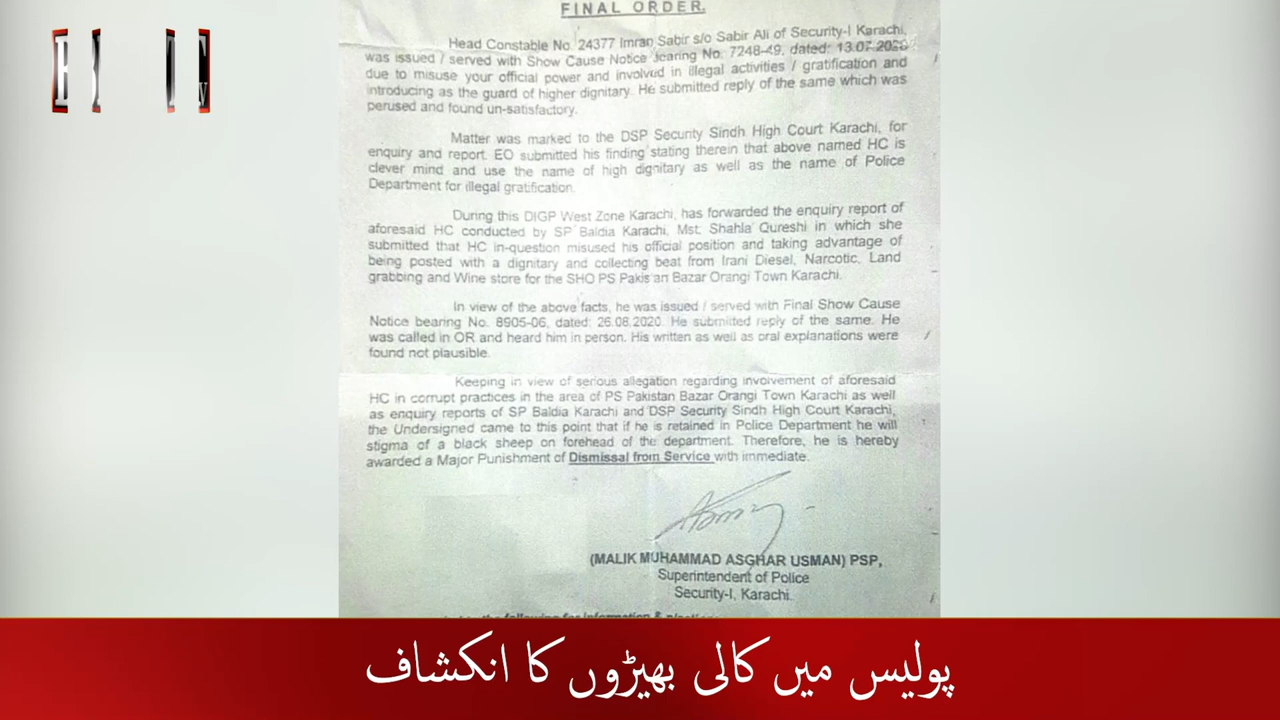 FINAL ORDER.
Head Constable No. 24377 Imran Sabir s/o Sabir Ali of Security-I Karachi,
was issued / served with Show Cause Notice bearing No. 7248-49, dated: 13.07.2020
due to misuse your official power and involved in illegal activities / gratification and
introducing as the guard of higher dignitary. He submitted reply of the same which was
perused and found un-satisfactory.
Matter was marked to the DSP Security Sindh High Court Karachi, for
enquiry and report. EO submitted his finding stating therein that above named HC is
clever mind and use the name of high dignitary as well as the name of Police
Department for illegal gratification.
During this DIGP West Zone Karachi, has forwarded the enquiry report of
aforesaid HC conducted by SP Baldia Karachi, Mst. Shahla Qureshi in which she
submitted that HC in-question misused his official position and taking advantage of
being posted with a dignitary and collecting beat from Irani Diesel, Narcotic, Land
grabbing and Wine store for the SHO PS Pakis an Bazar Orangi Town Karachi.
In view of the above facts, he was issued / served with Final Show Cause
Notice bearing No. 8905-06, dated: 26.08.2020. He submitted reply of the same. He
was called in OR and heard him in person. His written as well as oral explanations were
found not plausible.
Keeping in view of serious allegation regarding involvement of aforesaid
HC in corrupt practices in the area of PS Pakistan Bazar Orangi Town Karachi as well
as enquiry reports of SP Baldia Karachi and DSP Security Sindh High Court Karachi,
the Undersigned came to this point that if he is retained in Police Department he will
stigma of a black sheep on forehead of the department. Therefore, he is hereby
awarded a Major Punishment of Dismissal from Service with immediate.
(MALIK MUHAMMAD ASGHAR USMAN) PSP,
Superintendent of Police
Security-I, Karachi.
پولیس میں کالی بھیڑوں کا انکشاف